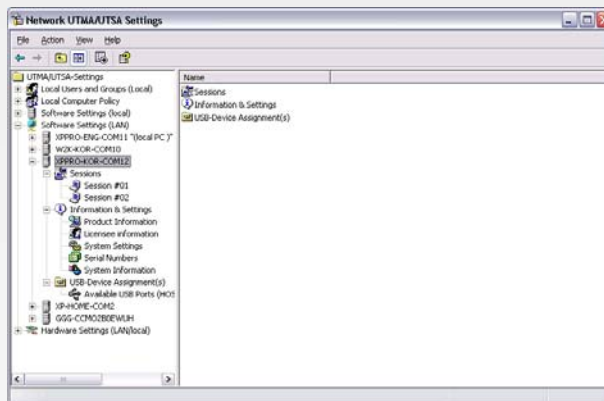 Network UTMA/UTSA Settings
File Action View Help
UTMA/UTSA-Settings
Local Users and Groups (Local)
Local Computer Policy
Software Settings (local)
Software Settings (LAN)
XPPRO-ENG-COM11 "(local PC)"
W2K-KOR-COM10
XPPRO-KOR-COM12
Sessions
Session #01
Session #02
Information & Settings
Product Information
Licensee information
System Settings
Serial Numbers
System Information
USB-Device Assignment(s)
Available USB Ports (HOS
XP-HOME-COM2
Hardware Settings (LAN/local)
Name
Sessions
Information & Settings
USB-Device Assignment(s)